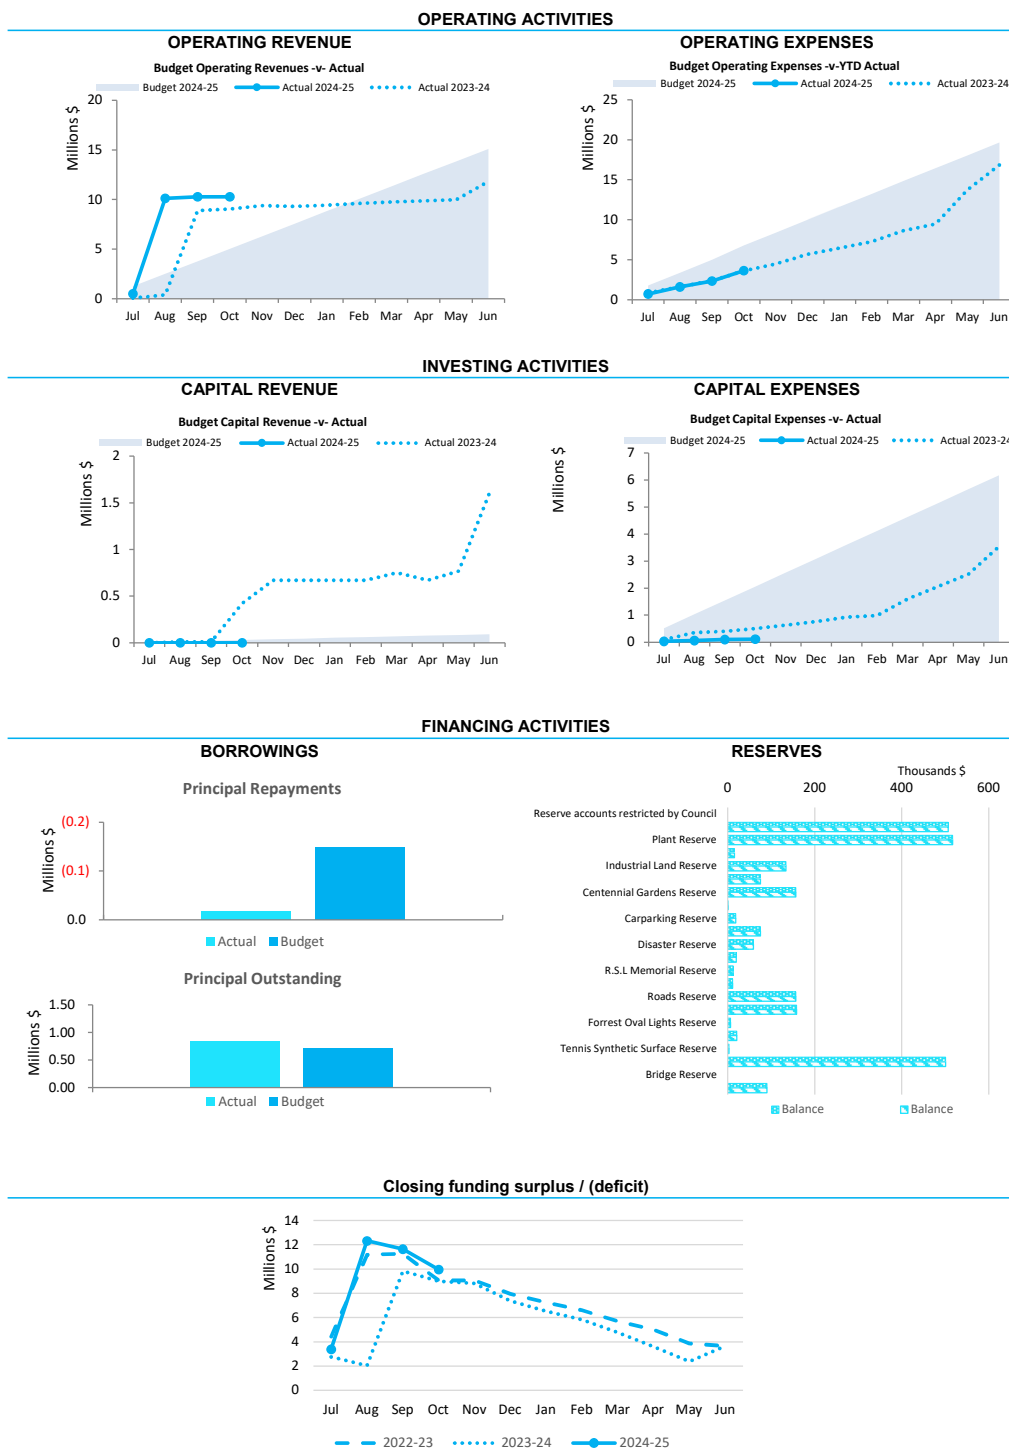 OPERATING ACTIVITIES
OPERATING REVENUE
Budget Operating Revenues -v- Actual
Budget 2024-25 Actual 2024-25 Actual 2023-24
Millions $
20
15
10
5
0
Jul Aug Sep Oct Nov Dec Jan Feb Mar Apr May Jun
OPERATING EXPENSES
Budget Operating Expenses -v-YTD Actual
Budget 2024-25 Actual 2024-25 Actual 2023-24
Millions $
25
20
15
10
5
0
Jul Aug Sep Oct Nov Dec Jan Feb Mar Apr May Jun
INVESTING ACTIVITIES
CAPITAL REVENUE
Budget Capital Revenue -v- Actual
Budget 2024-25 Actual 2024-25 Actual 2023-24
Millions $
2
1.5
1
0.5
0
Jul Aug Sep Oct Nov Dec Jan Feb Mar Apr May Jun
CAPITAL EXPENSES
Budget Capital Expenses -v- Actual
Budget 2024-25 Actual 2024-25 Actual 2023-24
Millions $
7
6
5
4
3
2
1
0
Jul Aug Sep Oct Nov Dec Jan Feb Mar Apr May Jun
FINANCING ACTIVITIES
BORROWINGS
Principal Repayments
Millions $
(0.2)
(0.1)
0.0
Actual Budget
Principal Outstanding
Millions $
1.50
1.00
0.50
0.00
Actual Budget
RESERVES
Thousands $
0 200 400 600
Reserve accounts restricted by Council
Plant Reserve
Industrial Land Reserve
Centennial Gardens Reserve
Carparking Reserve
Disaster Reserve
R.S.L Memorial Reserve
Roads Reserve
Forrest Oval Lights Reserve
Tennis Synthetic Surface Reserve
Bridge Reserve
Balance Balance
Closing funding surplus / (deficit)
Millions $
14
12
10
8
6
4
2
0
Jul Aug Sep Oct Nov Dec Jan Feb Mar Apr May Jun
2022-23 2023-24 2024-25